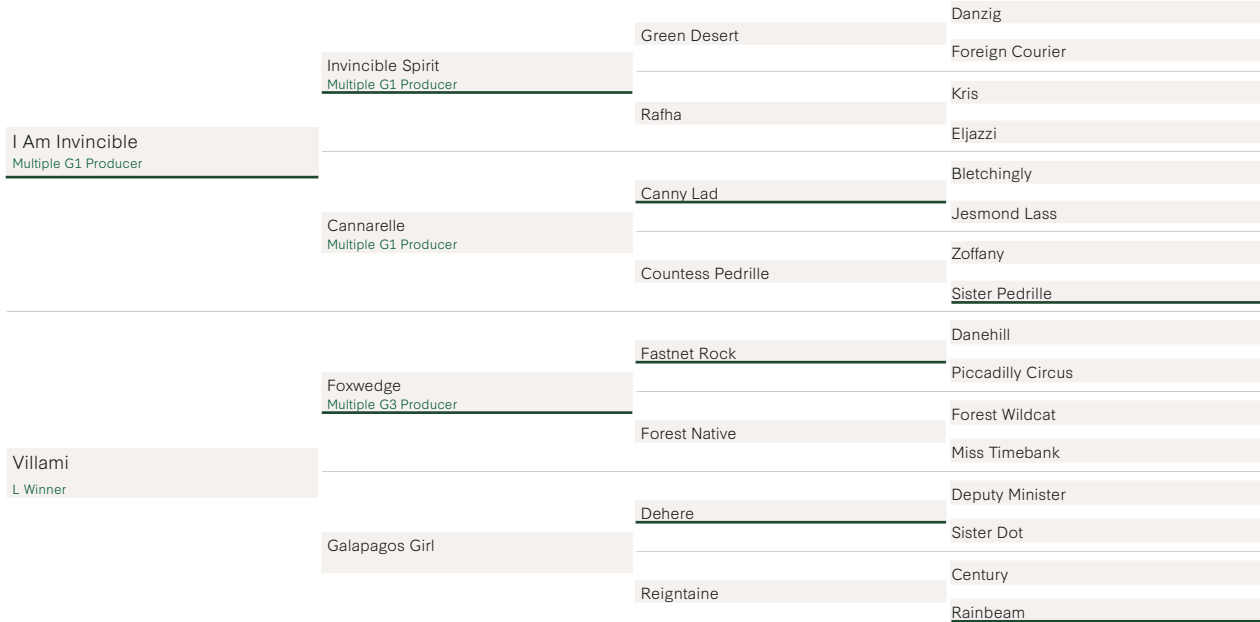 I Am Invincible
Multiple G1 Producer
Villami
L Winner
Invincible Spirit
Multiple G1 Producer
Cannarelle
Multiple G1 Producer
Foxwedge
Multiple G3 Producer
Galapagos Girl
Green Desert
Rafha
Canny Lad
Countess Pedrille
Fastnet Rock
Forest Native
Dehere
Reigntaine
Danzig
Foreign Courier
Kris
Eljazzi
Bletchingly
Jesmond Lass
Zoffany
Sister Pedrille
Danehill
Piccadilly Circus
Forest Wildcat
Miss Timebank
Deputy Minister
Sister Dot
Century
Rainbeam